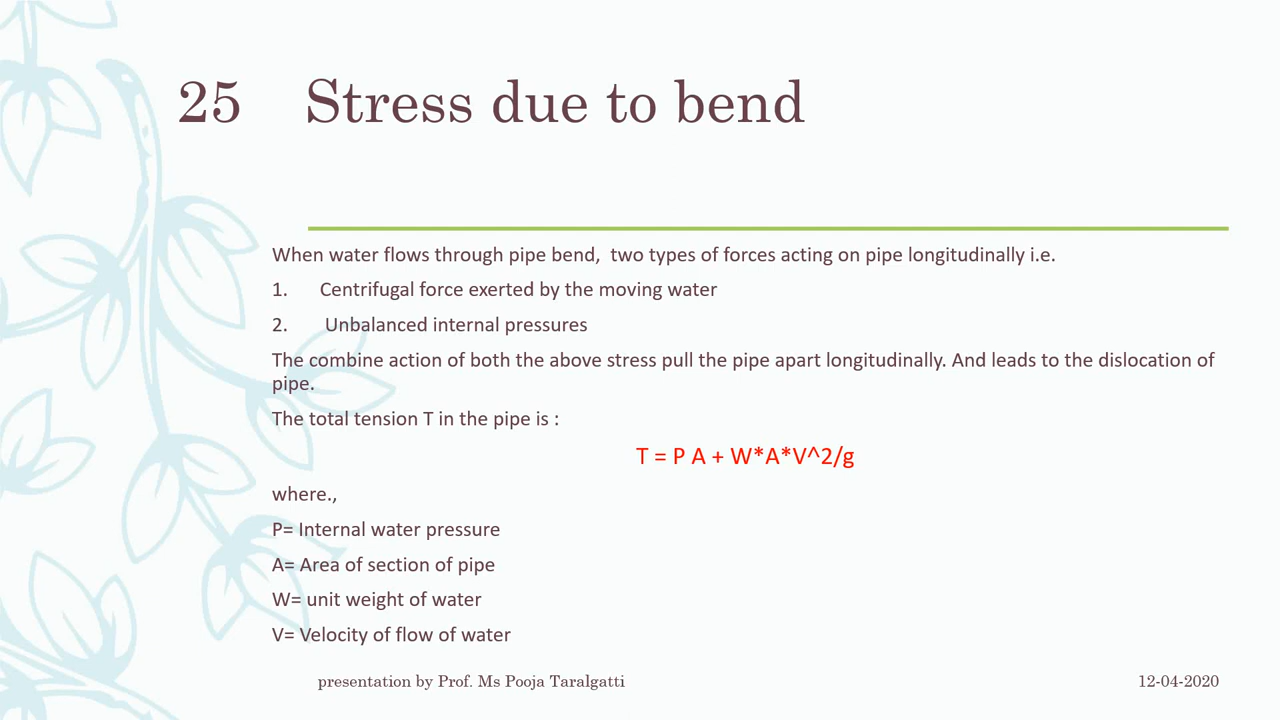 25 Stress due to bend
When water flows through pipe bend, two types of forces acting on pipe longitudinally i.e.
1. Centrifugal force exerted by the moving water
2. Unbalanced internal pressures
The combine action of both the above stress pull the pipe apart longitudinally. And leads to the dislocation of
pipe.
The total tension T in the pipe is :
T = P A + W*A*V^2/g
where.,
P= Internal water pressure
A= Area of section of pipe
W= unit weight of water
V= Velocity of flow of water
presentation by Prof. Ms Pooja Taralgatti 12-04-2020